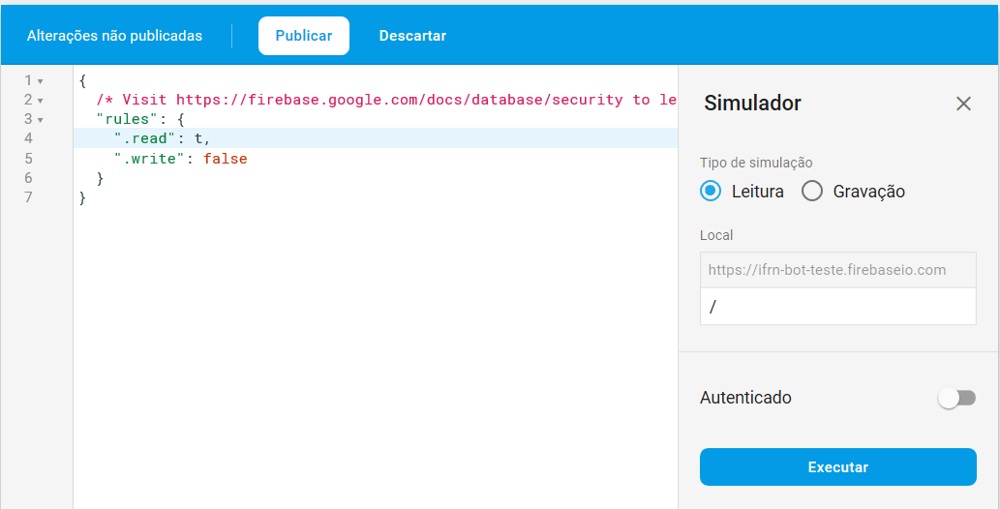 Alterações não publicadas Publicar Descartar
1 {
2 /* Visit https://firebase.google.com/docs/database/security to le
3 "rules": {
4 ".read": t,
5 ".write": false
6 }
7 }
Simulador
Tipo de simulação
Leitura Gravação
Local
https://ifrn-bot-teste.firebaseio.com
/
Autenticado
Executar